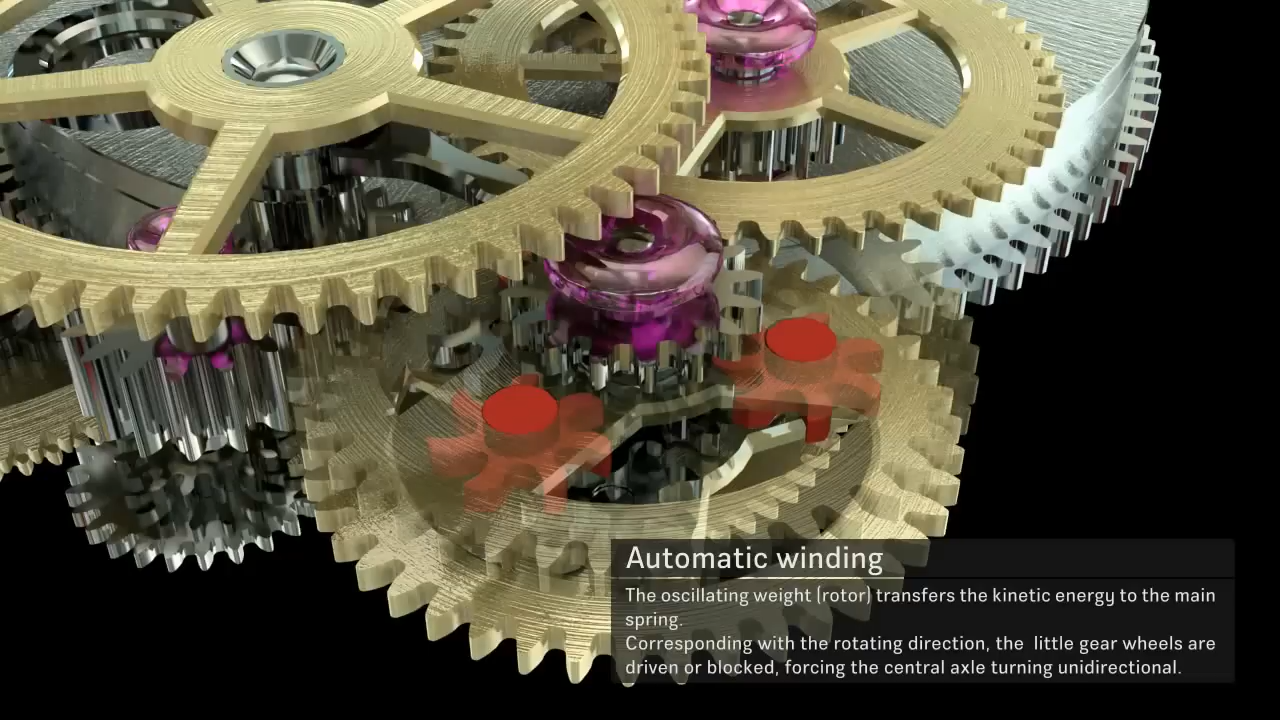 Automatic winding
The oscillating weight (rotor) transfers the kinetic energy to the main
spring.
Corresponding with the rotating direction, the little gear wheels are
driven or blocked, forcing the central axle turning unidirectional.